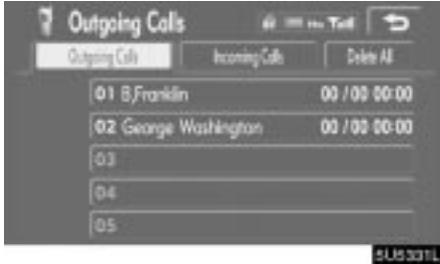 Outgoing Calls
Outgoing Calls Incoming Calls Delete All
01 B,Franklin 00/00 00:00
02 George Washington 00/00 00:00
03
04
05
5U5331L